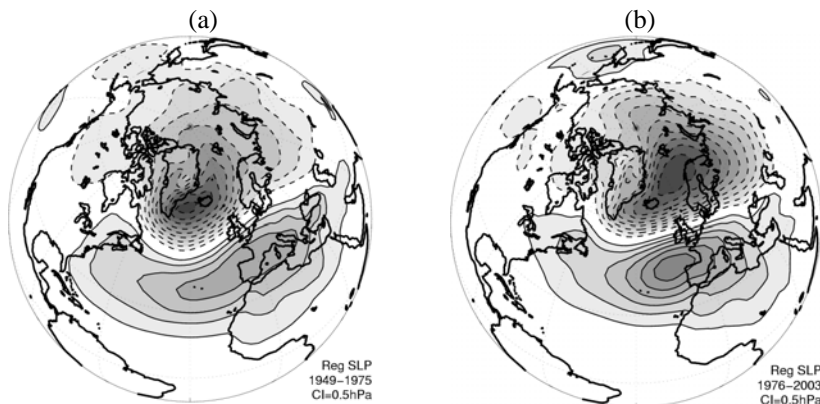 (a)
(b)
Reg SLP
1949-1975
CI=0.5hPa
Reg SLP
1976-2003
CI=0.5hPa